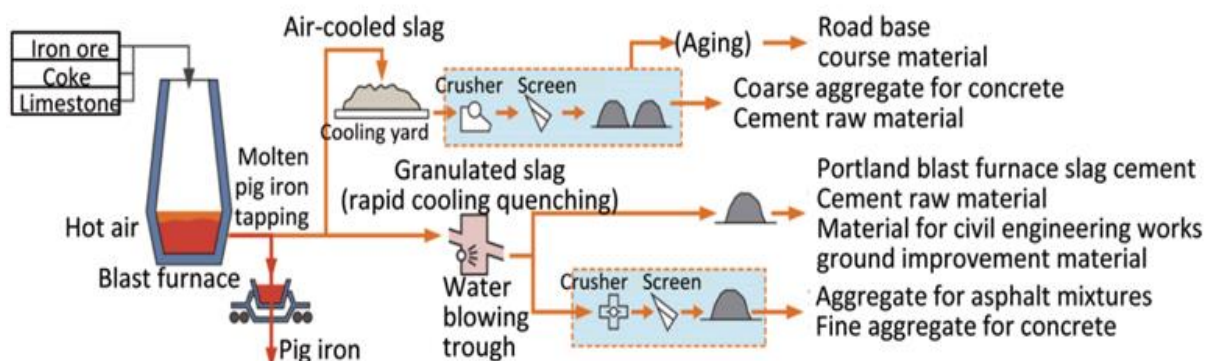 Iron ore
Coke
Limestone
Hot air
Blast furnace
Molten
pig iron
tapping
Pig iron
Air-cooled slag
Cooling yard
Crusher
Screen
(Aging)
Road base
course material
Coarse aggregate for concrete
Cement raw material
Granulated slag
(rapid cooling quenching)
Water
blowing
trough
Portland blast furnace slag cement
Cement raw material
Material for civil engineering works
ground improvement material
Crusher
Screen
Aggregate for asphalt mixtures
Fine aggregate for concrete